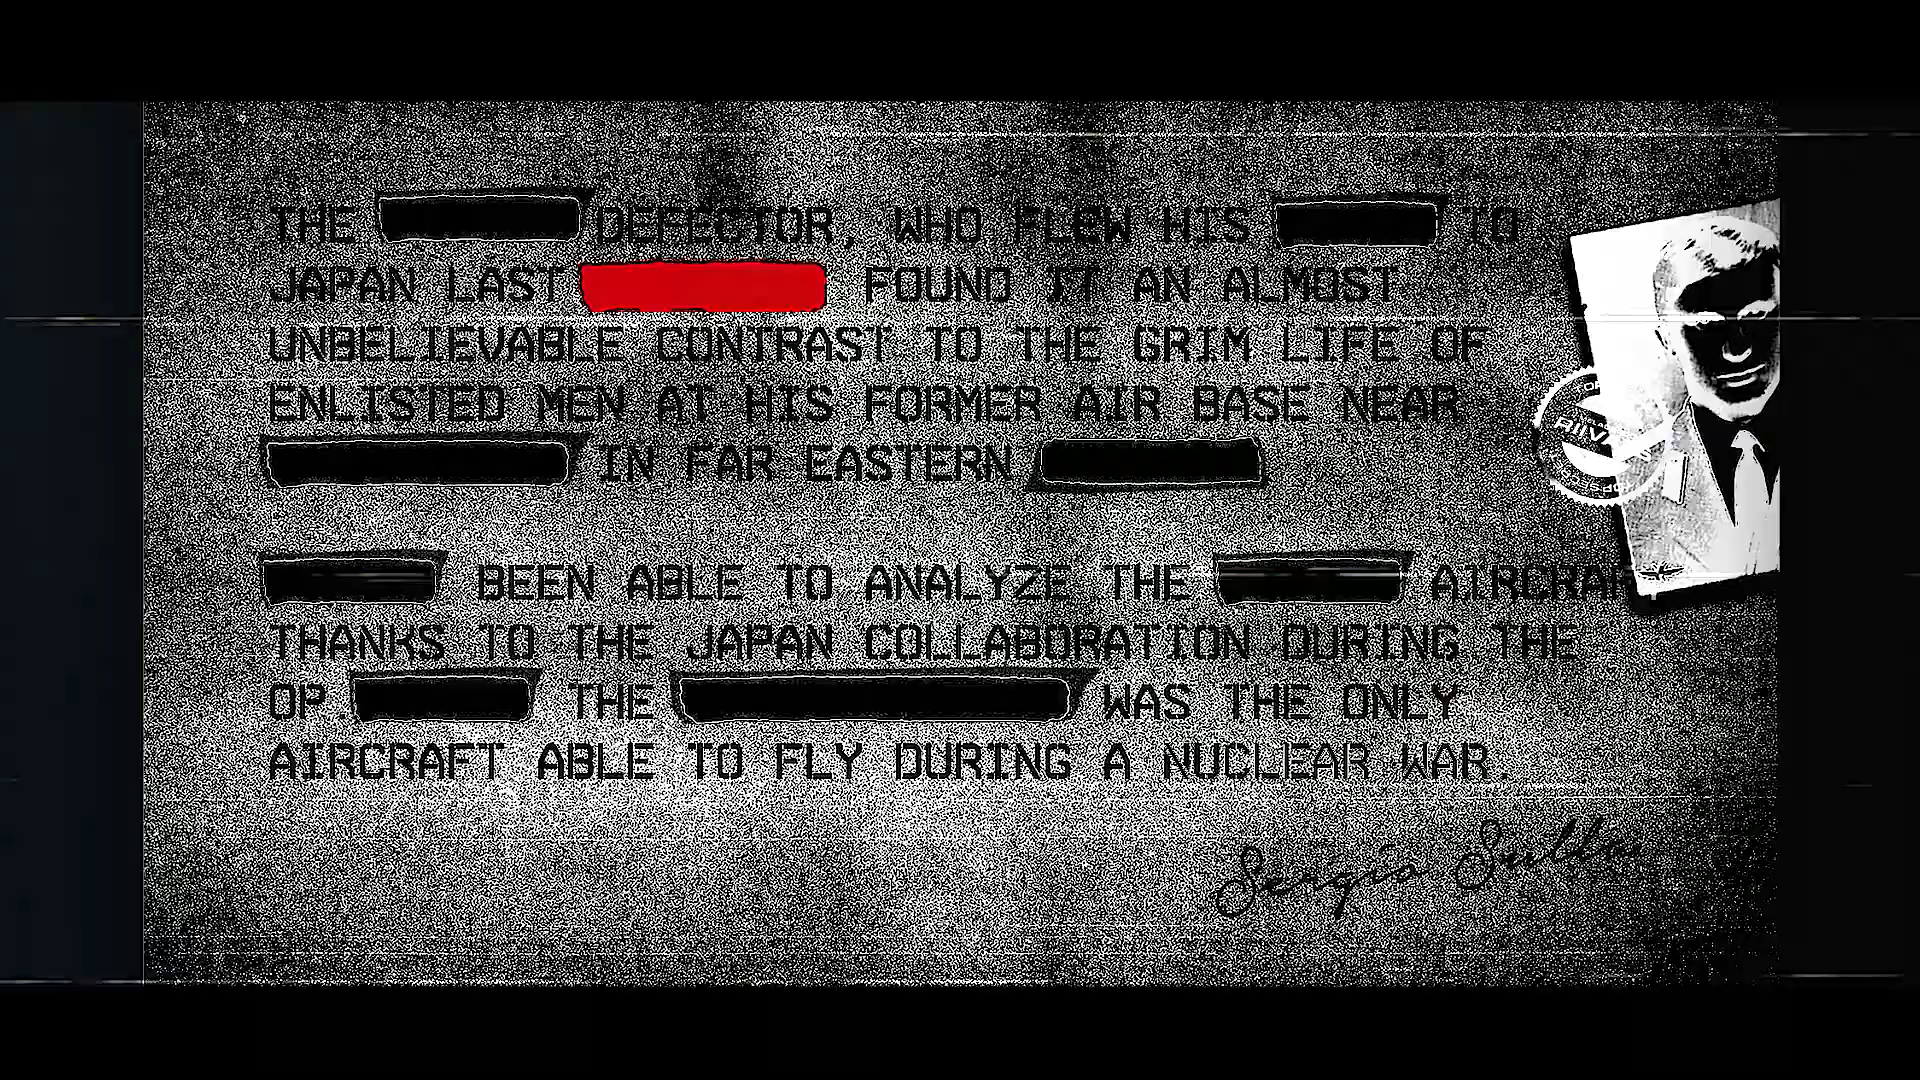 THE DEFECTOR, WHO FLEW HIS TO
JAPAN LAST FOUND IT AN ALMOST
UNBELIEVABLE CONTRAST TO THE GRIM LIFE OF
ENLISTED MEN AT HIS FORMER AIR BASE NEAR
IN FAR EASTERN
BEEN ABLE TO ANALYZE THE
THANKS TO THE JAPAN COLLABORATION DURING THE
OP. THE WAS THE ONLY
AIRCRAFT ABLE TO FLY DURING A NUCLEAR WAR.
Sergio